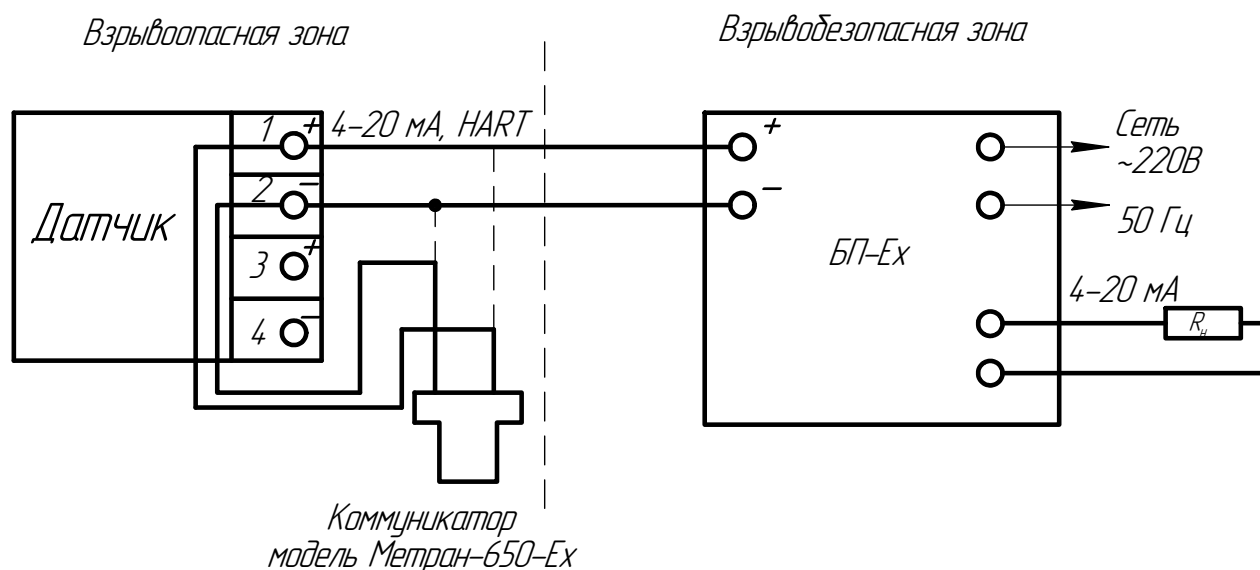 Взрывоопасная зона
Взрывобезопасная зона
1 + 4-20 мА, HART
2 -
3 +
4 -
Датчик
+
-
БП-Ex
Сеть
~220В
50 Гц
4-20 мА
Rн
Коммуникатор
модель Метран-650-Ex